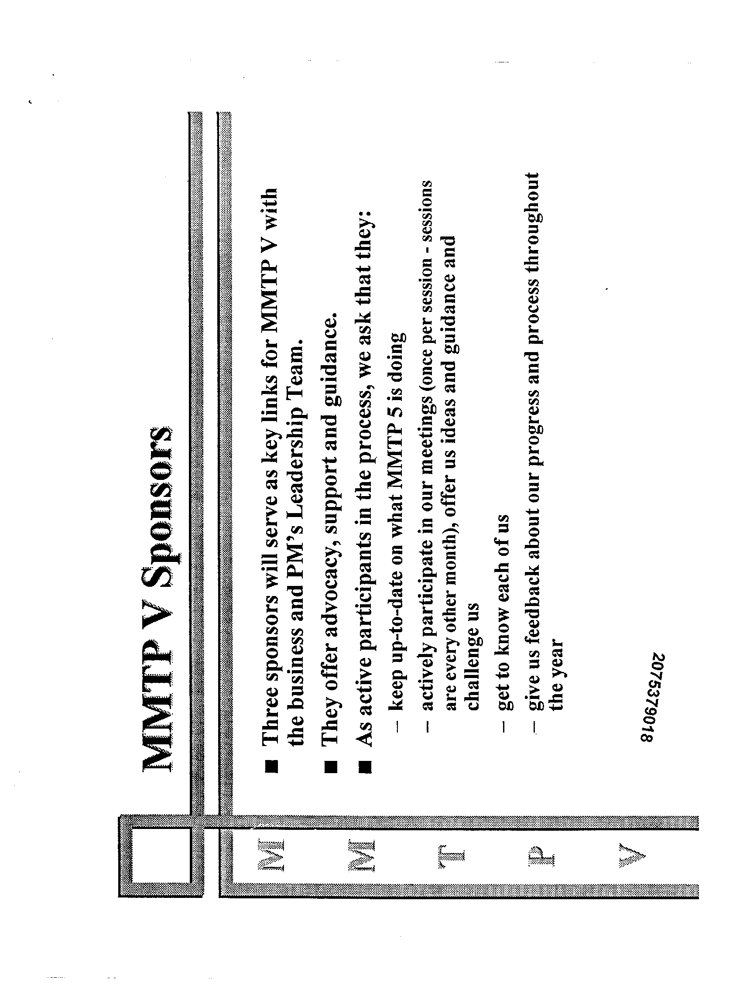 MMTP V Sponsors
■ Three sponsors will serve as key links for MMTP V with
the business and PM's Leadership Team.
■ They offer advocacy, support and guidance.
■ As active participants in the process, we ask that they:
– keep up-to-date on what MMTP 5 is doing
– actively participate in our meetings (once per session - sessions
are every other month), offer us ideas and guidance and
challenge us
– get to know each of us
– give us feedback about our progress and process throughout
the year
M
M
T
P
V
2075379018